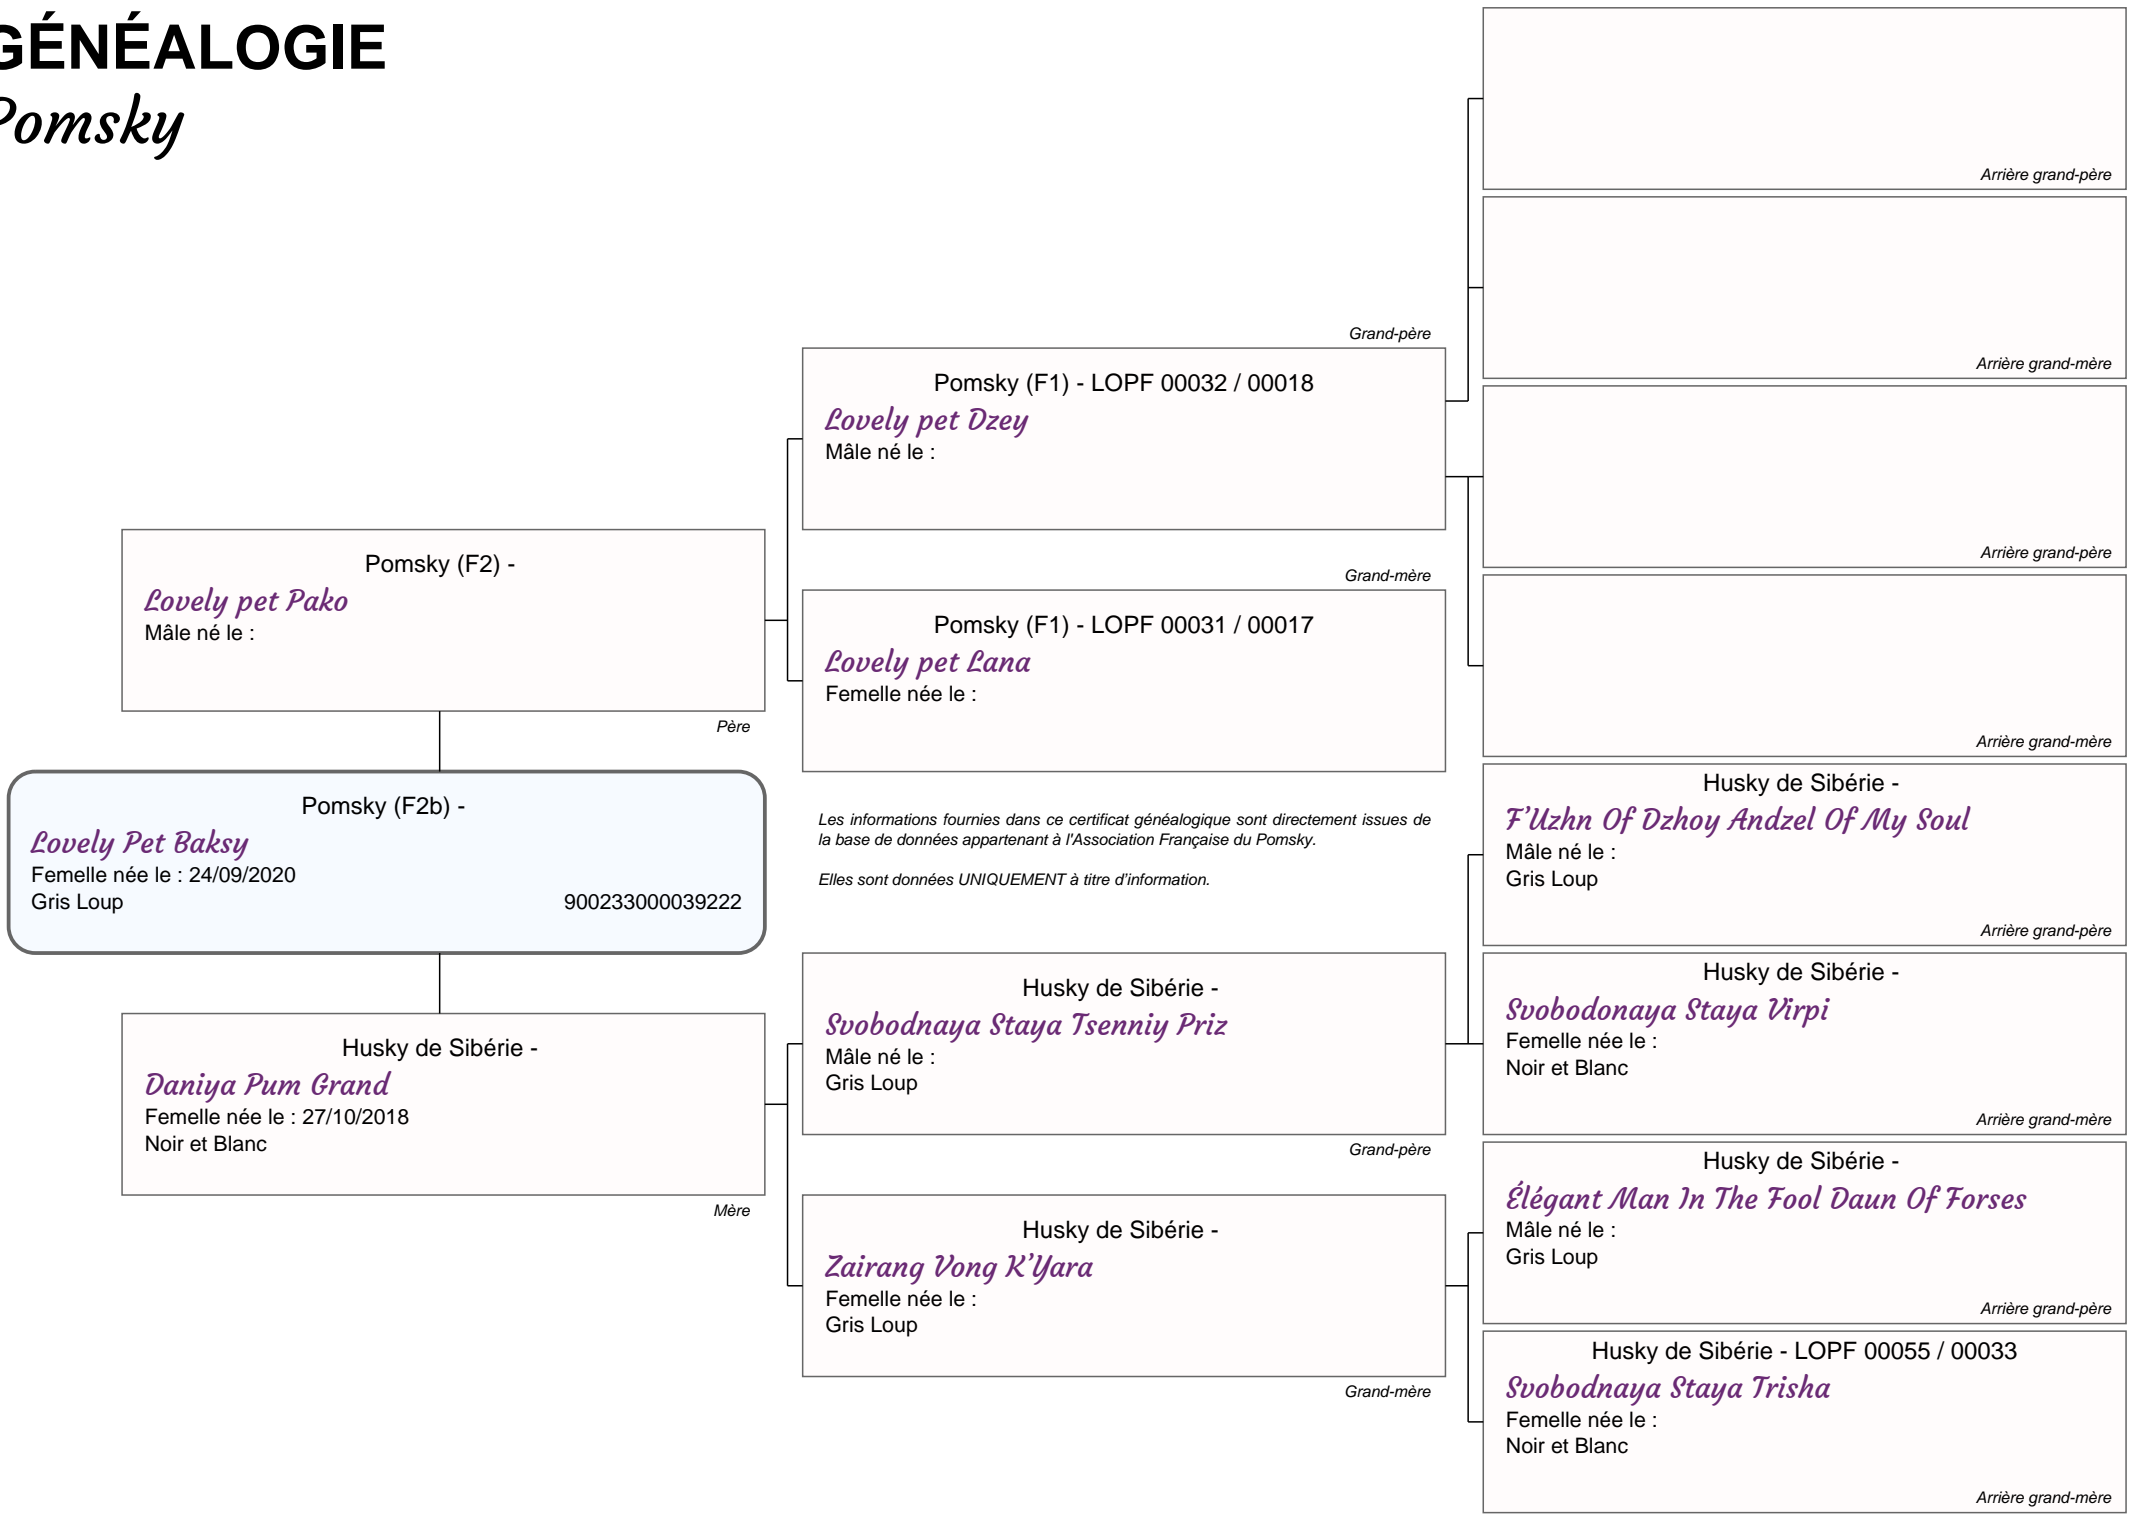 GÉNÉALOGIE
Pomsky
Pomsky (F2) -
Lovely pet Pako
Mâle né le :
Père
Pomsky (F2b) -
Lovely Pet Baksy
Femelle née le : 24/09/2020
Gris Loup 900233000039222
Husky de Sibérie -
Daniya Pum Grand
Femelle née le : 27/10/2018
Noir et Blanc
Mère
Grand-père
Pomsky (F1) - LOPF 00032 / 00018
Lovely pet Dzey
Mâle né le :
Grand-mère
Pomsky (F1) - LOPF 00031 / 00017
Lovely pet Lana
Femelle née le :
Les informations fournies dans ce certificat généalogique sont directement issues de
la base de données appartenant à l'Association Française du Pomsky.
Elles sont données UNIQUEMENT à titre d'information.
Husky de Sibérie -
Svobodnaya Staya Tsenniy Priz
Mâle né le :
Gris Loup
Grand-père
Husky de Sibérie -
Zairang Vong K'Yara
Femelle née le :
Gris Loup
Grand-mère
Arrière grand-père
Arrière grand-mère
Arrière grand-père
Arrière grand-mère
Husky de Sibérie -
F'Uzhn Of Dzhoy Andzel Of My Soul
Mâle né le :
Gris Loup
Arrière grand-père
Husky de Sibérie -
Svobodonaya Staya Virpi
Femelle née le :
Noir et Blanc
Arrière grand-mère
Husky de Sibérie -
Élégant Man In The Fool Daun Of Forses
Mâle né le :
Gris Loup
Arrière grand-père
Husky de Sibérie - LOPF 00055 / 00033
Svobodnaya Staya Trisha
Femelle née le :
Noir et Blanc
Arrière grand-mère